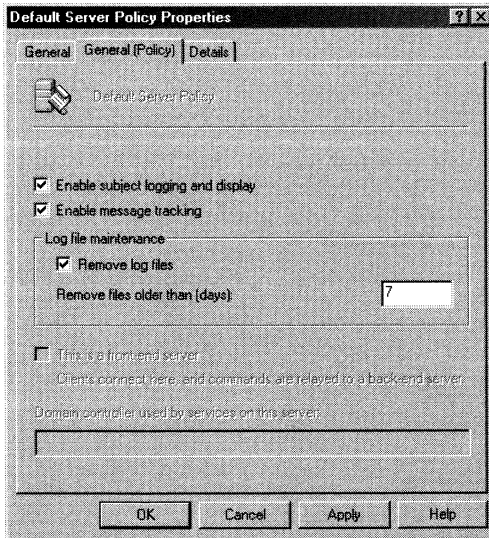 Default Server Policy Properties
General General (Policy) Details
Default Server Policy
Enable subject logging and display
Enable message tracking
Log file maintenance
Remove log files
Remove files older than (days):
7
This is a front-end server
Clients connect here, and commands are relayed to a back-end server.
Domain controller used by services on this server:
OK Cancel Apply Help